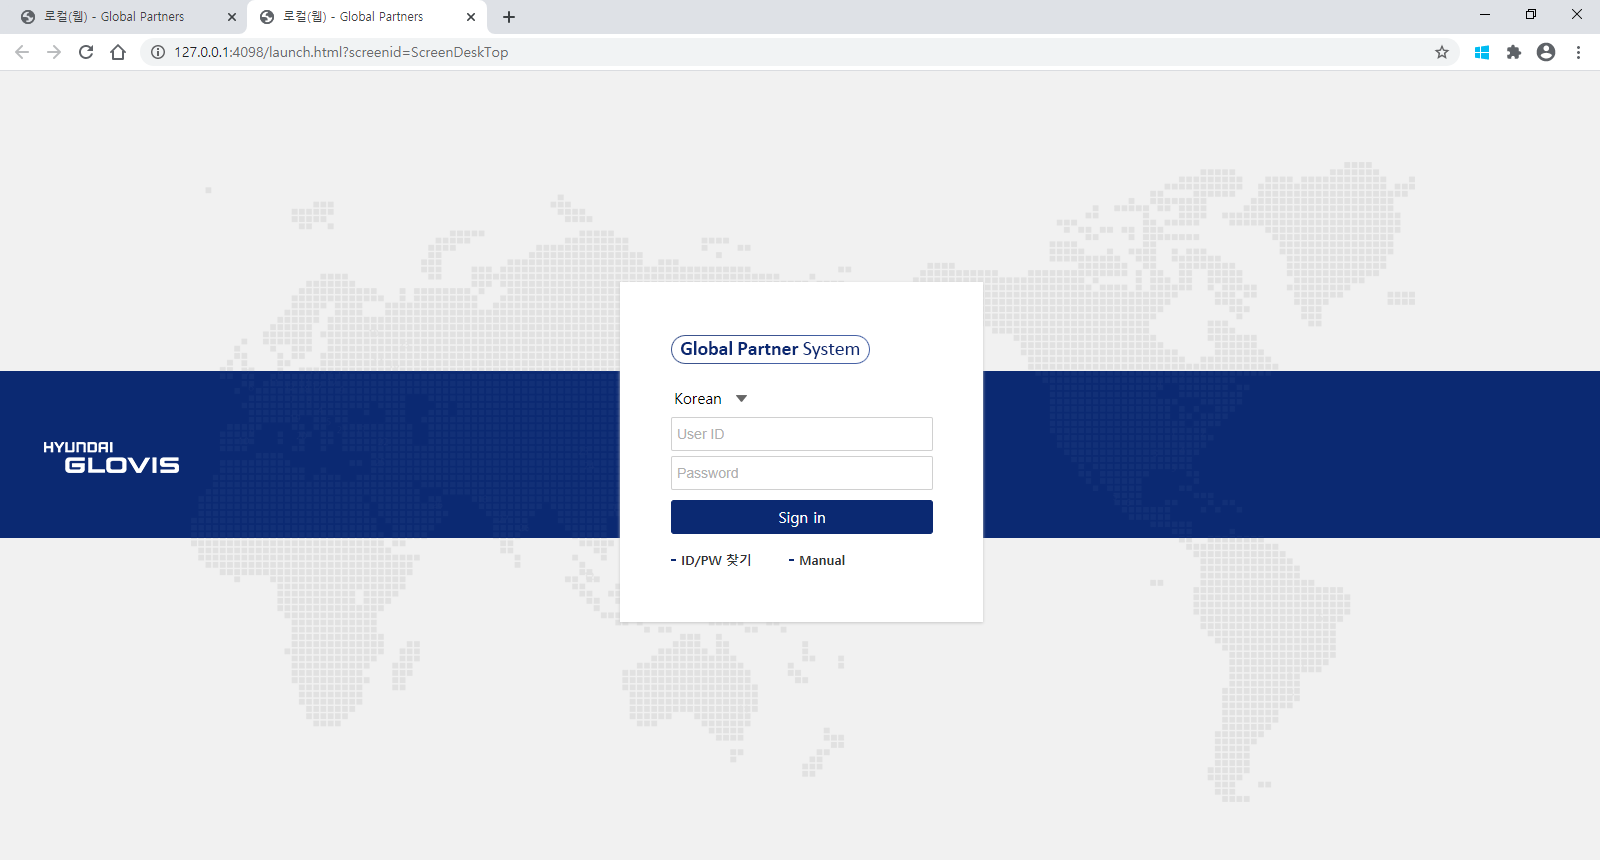 로컬(웹) - Global Partners
로컬(웹) - Global Partners
127.0.0.1:4098/launch.html?screenid=ScreenDeskTop
Global Partner System
Korean
User ID
Password
Sign in
HYUNDAI
GLOVIS
- ID/PW 찾기
- Manual